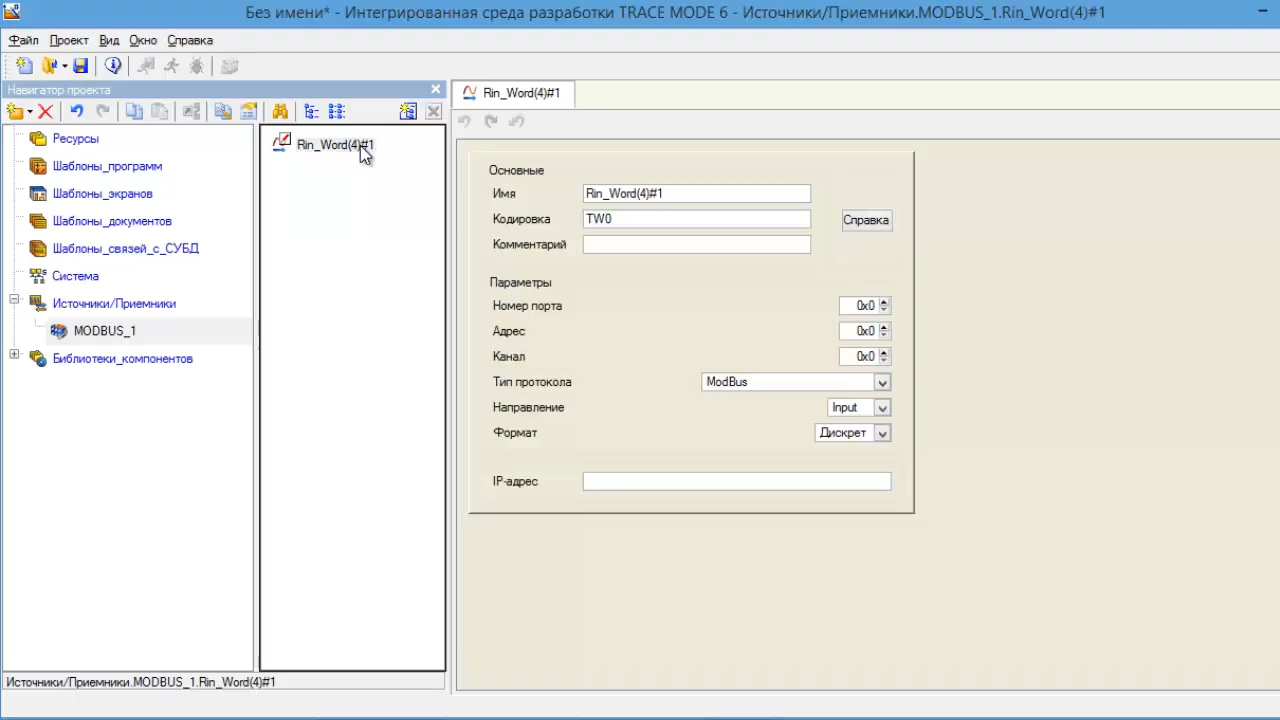 Без имени* - Интегрированная среда разработки TRACE MODE 6 - Источники/Приемники.MODBUS_1.Rin_Word(4)#1
Файл Проект Вид Окно Справка
Навигатор проекта
Ресурсы
Шаблоны_программ
Шаблоны_экранов
Шаблоны_документов
Шаблоны_связей_с_СУБД
Система
Источники/Приемники
MODBUS_1
Библиотеки_компонентов
Rin_Word(4)#1
Rin_Word(4)#1
Основные
Имя Rin_Word(4)#1
Кодировка TW0
Справка
Комментарий
Параметры
Номер порта 0x0
Адрес 0x0
Канал 0x0
Тип протокола ModBus
Направление Input
Формат Дискрет
IP-адрес
Источники/Приемники.MODBUS_1.Rin_Word(4)#1